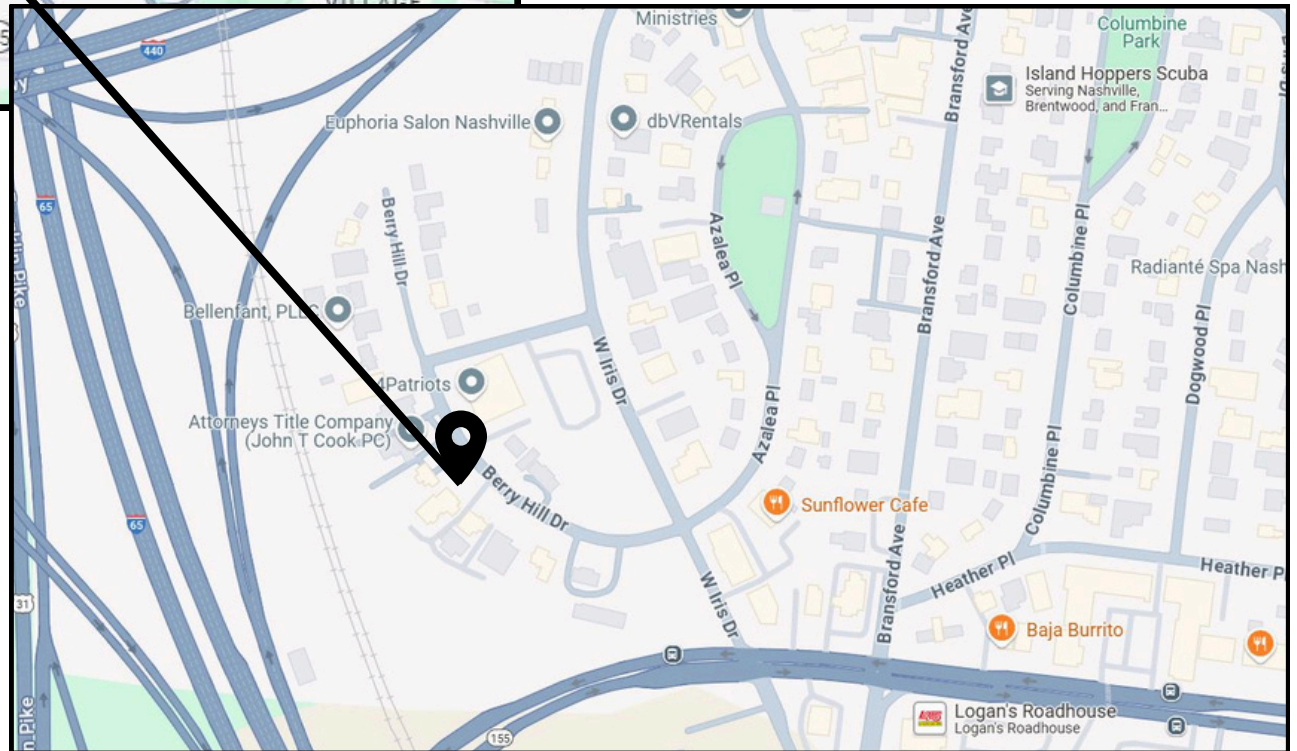 Ministries
Columbine
Park
440
Bransford Ave
Island Hoppers Scuba
Serving Nashville,
Brentwood, and Fran...
Euphoria Salon Nashville
dbVRentals
65
Berry Hill Dr
Azalea Pl
Bransford Ave
Columbine Pl
Radianté Spa Nash
Bellenfant, PLLC
W Iris Dr
Dogwood Pl
4Patriots
Attorneys Title Company
(John T Cook PC)
Azalea Pl
Columbine Pl
Berry Hill Dr
Sunflower Cafe
65
Bransford Ave
Heather Pl
Heather P
W Iris Dr
31
Baja Burrito
n Pike
Logan's Roadhouse
Logan's Roadhouse
155